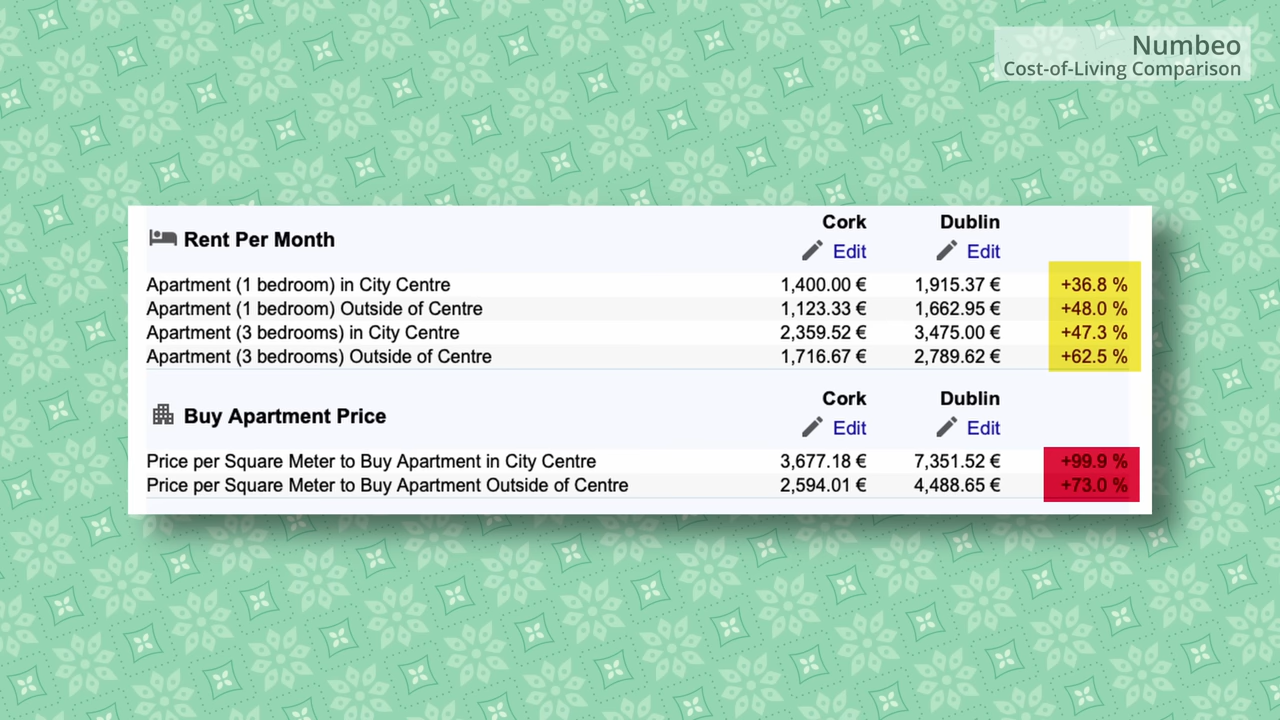 Numbeo
Cost-of-Living Comparison
Rent Per Month Cork Dublin
Edit Edit
Apartment (1 bedroom) in City Centre 1,400.00 € 1,915.37 € +36.8 %
Apartment (1 bedroom) Outside of Centre 1,123.33 € 1,662.95 € +48.0 %
Apartment (3 bedrooms) in City Centre 2,359.52 € 3,475.00 € +47.3 %
Apartment (3 bedrooms) Outside of Centre 1,716.67 € 2,789.62 € +62.5 %
Buy Apartment Price Cork Dublin
Edit Edit
Price per Square Meter to Buy Apartment in City Centre 3,677.18 € 7,351.52 € +99.9 %
Price per Square Meter to Buy Apartment Outside of Centre 2,594.01 € 4,488.65 € +73.0 %